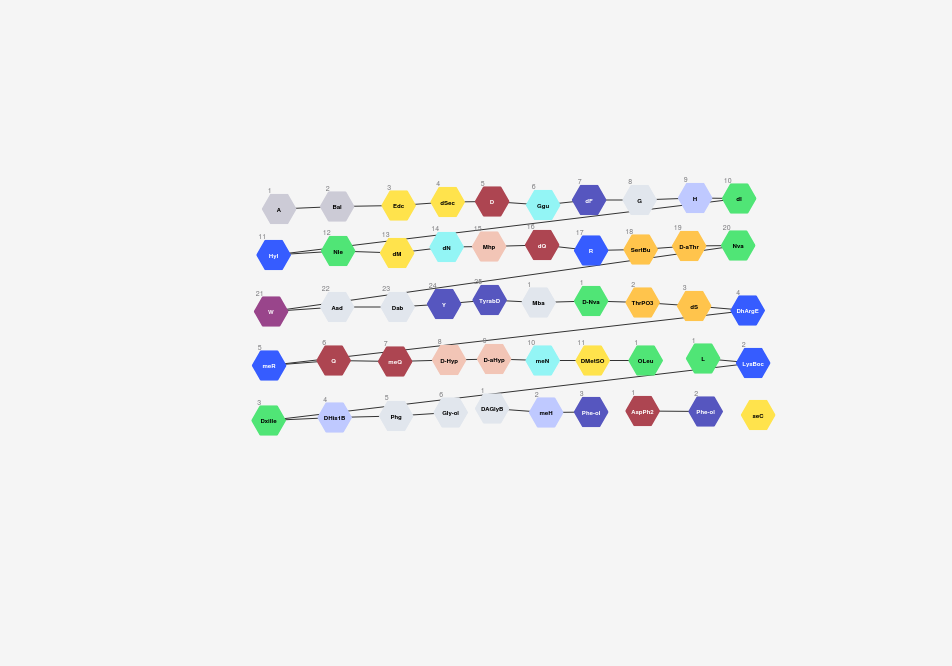 1 2 3 4 5 6 7 8 9 10
A Bal Edc dSec D Ggu dF G H dI
11 12 13 14 15 16 17 18 19 20
Hyl Nle dM dN Mhp dQ R SerIBu D-aThr Nva
21 22 23 24 25 1 1 2 3 4
W Aad Dab Y TyrabD Mba D-Nva ThrPO3 dS DhArgE
5 6 7 8 9 10 11 1 1 2
meR meQ D-Hyp D-aHyp meN DMetSO OLeu L LysBoc
3 4 5 6 1 2 3 1 2
DHis1B Phg Gly-ol DAGlyB meH Phe-ol AspPh2 Phe-ol seC